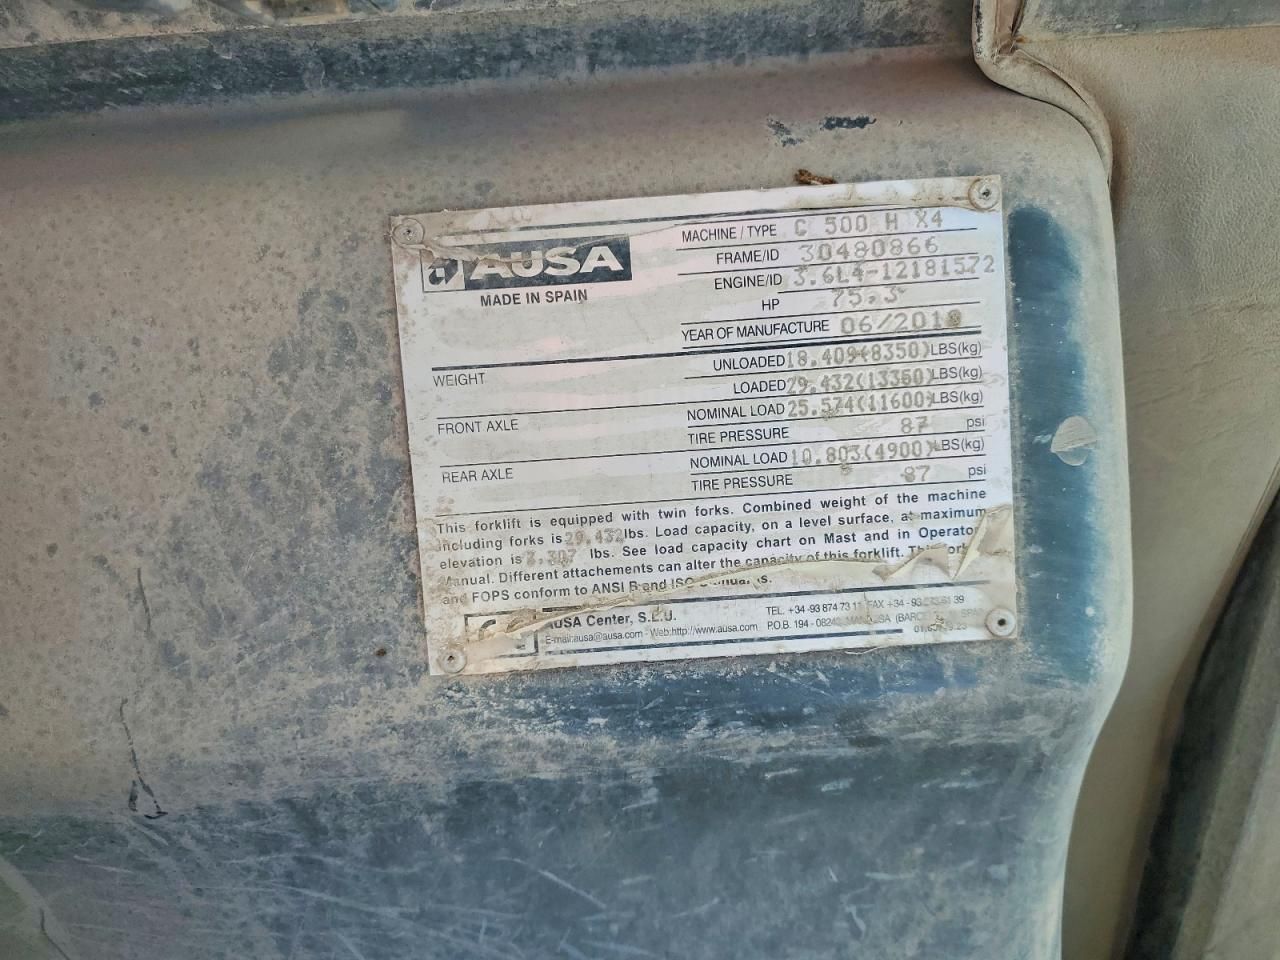 AUSA
MADE IN SPAIN
MACHINE / TYPE C 500 H X4
FRAME/ID 30480866
ENGINE/ID 3.6L4-12181572
HP 75.3
YEAR OF MANUFACTURE 06/201
WEIGHT UNLOADED 18.409(8350) LBS(kg)
LOADED 29.432(13350) LBS(kg)
FRONT AXLE NOMINAL LOAD 25.574(11600) LBS(kg)
TIRE PRESSURE 87 psi
REAR AXLE NOMINAL LOAD 10.803(4900) LBS(kg)
TIRE PRESSURE 87 psi
This forklift is equipped with twin forks. Combined weight of the machine
including forks is 29.432 lbs. Load capacity, on a level surface, at maximum
elevation is 3.307 lbs. See load capacity chart on Mast and in Operator
Manual. Different attachements can alter the capacity of this forklift. This
and FOPS conform to ANSI B and ISO
AUSA Center, S.L.U.
E-mail:ausa@ausa.com - Web:http://www.ausa.com
TEL. +34 -93 874 73 11 FAX +34 - 93
P.O.B. 194 -